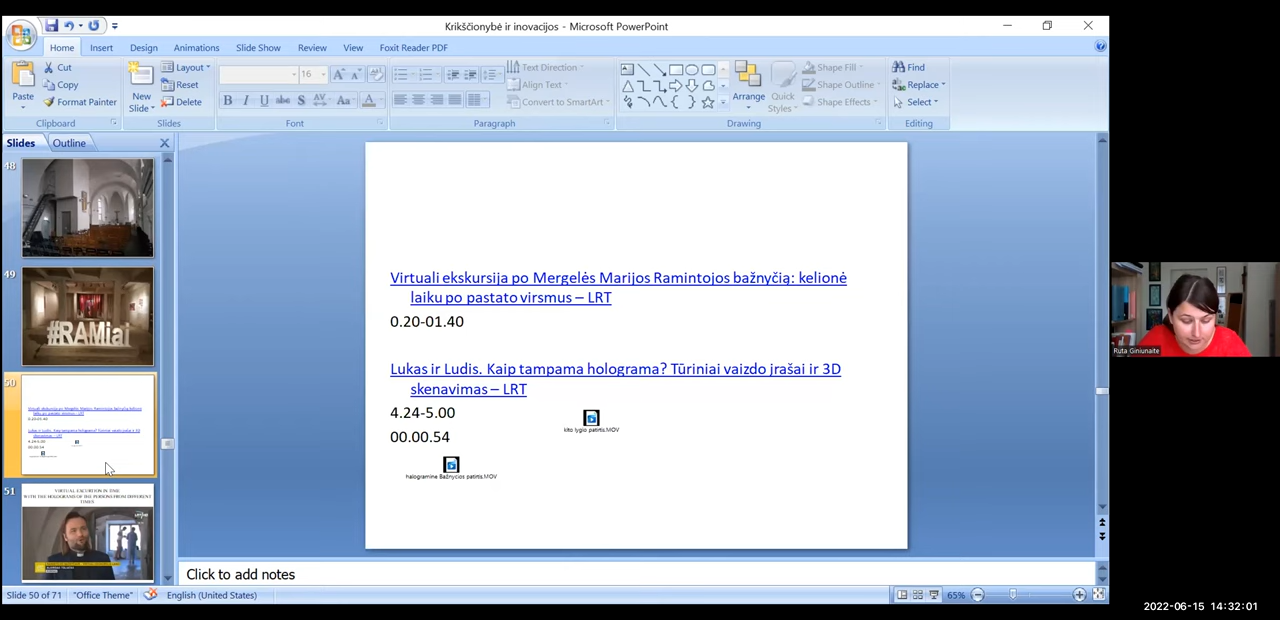 Krikščionybė ir inovacijos - Microsoft PowerPoint
Home Insert Design Animations Slide Show Review View Foxit Reader PDF
Paste
Cut
Copy
Format Painter
Clipboard
New
Slide
Layout
Reset
Delete
Slides
16
Font
Paragraph
Text Direction
Align Text
Convert to SmartArt
Arrange
Quick
Styles
Shape Fill
Shape Outline
Shape Effects
Drawing
Find
Replace
Select
Editing
Slides Outline
48
49
#RAMiai
50
51
VIRTUAL EXCURTION IN TIME
WITH THE HOLOGRAMS OF THE PERSONS FROM DIFFERENT
TIMES
Virtuali ekskursija po Mergelės Marijos Ramintojos bažnyčią: kelionė
laiku po pastato virsmus – LRT
0.20-01.40
Lukas ir Ludis. Kaip tampama holograma? Tūriniai vaizdo įrašai ir 3D
skenavimas – LRT
4.24-5.00
kito lygio patirtis.MOV
00.00.54
halogramine Bažnycios patirtis.MOV
Click to add notes
Slide 50 of 71 "Office Theme" English (United States) 65%
Ruta Giniunaite
2022-06-15 14:32:01